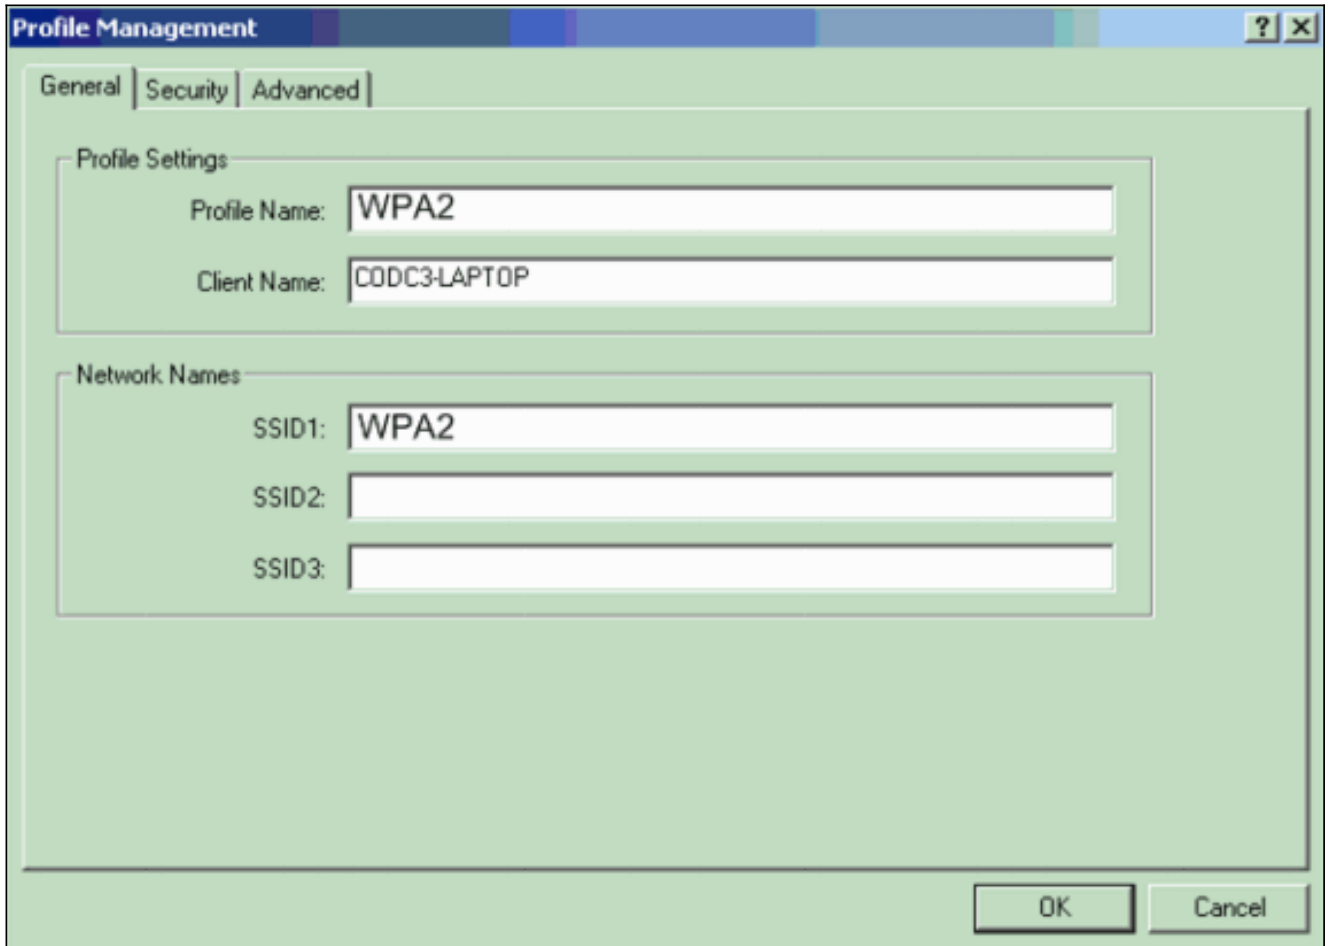 Profile Management
General Security Advanced
Profile Settings
Profile Name: WPA2
Client Name: CODC3-LAPTOP
Network Names
SSID1: WPA2
SSID2:
SSID3:
OK Cancel